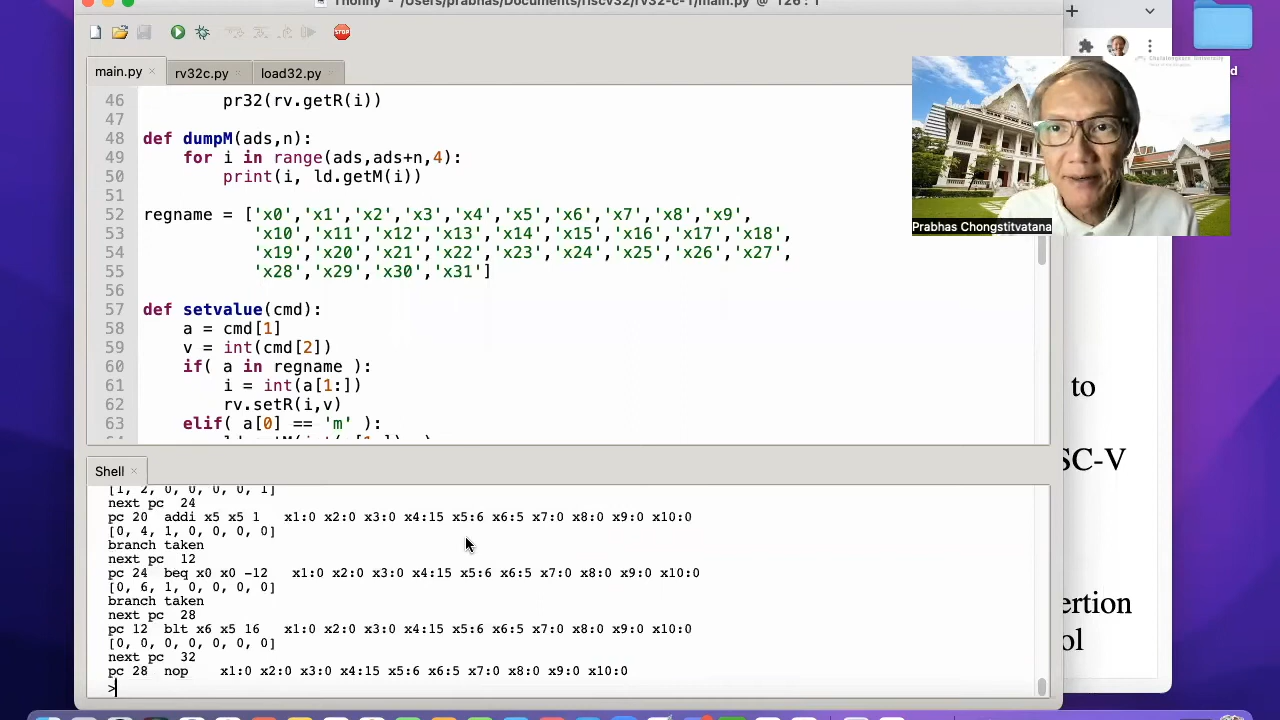 Thonny - /Users/prabhas/Documents/riscv32/rv32-c-1/main.py @ 126 : 1
main.py ×
rv32c.py ×
load32.py ×
46 pr32(rv.getR(i))
47
48 def dumpM(ads,n):
49 for i in range(ads,ads+n,4):
50 print(i, ld.getM(i))
51
52 regname = ['x0','x1','x2','x3','x4','x5','x6','x7','x8','x9',
53 'x10','x11','x12','x13','x14','x15','x16','x17','x18',
54 'x19','x20','x21','x22','x23','x24','x25','x26','x27',
55 'x28','x29','x30','x31']
56
57 def setvalue(cmd):
58 a = cmd[1]
59 v = int(cmd[2])
60 if( a in regname ):
61 i = int(a[1:])
62 rv.setR(i,v)
63 elif( a[0] == 'm' ):
Chulalongkorn University
Prabhas Chongstitvatana
STOP
d
to
SC-V
ertion
ol
Shell ×
[1, 2, 0, 0, 0, 0, 1]
next pc 24
pc 20 addi x5 x5 1 x1:0 x2:0 x3:0 x4:15 x5:6 x6:5 x7:0 x8:0 x9:0 x10:0
[0, 4, 1, 0, 0, 0, 0]
branch taken
next pc 12
pc 24 beq x0 x0 -12 x1:0 x2:0 x3:0 x4:15 x5:6 x6:5 x7:0 x8:0 x9:0 x10:0
[0, 6, 1, 0, 0, 0, 0]
branch taken
next pc 28
pc 12 blt x6 x5 16 x1:0 x2:0 x3:0 x4:15 x5:6 x6:5 x7:0 x8:0 x9:0 x10:0
[0, 0, 0, 0, 0, 0, 0]
next pc 32
pc 28 nop x1:0 x2:0 x3:0 x4:15 x5:6 x6:5 x7:0 x8:0 x9:0 x10:0
>